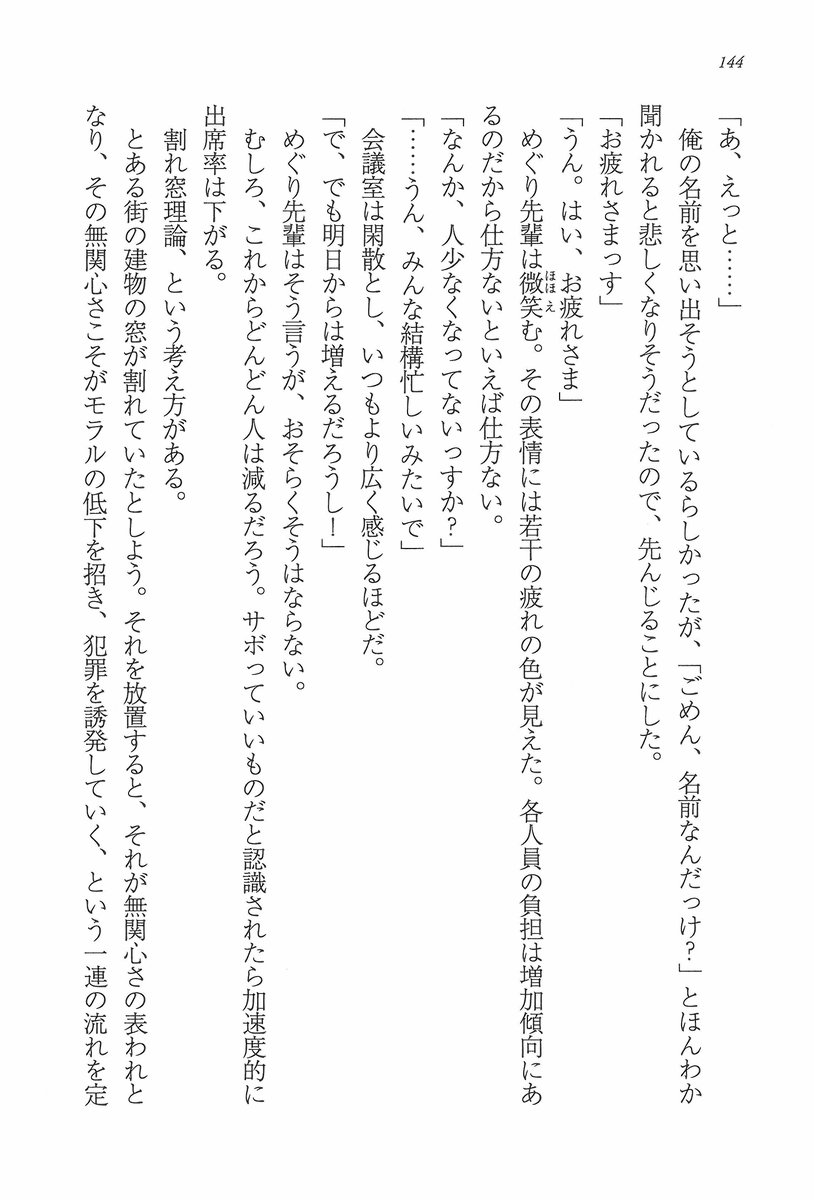 144
「あ、えっと……」
俺の名前を思い出そうとしているらしかったが、「ごめん、名前なんだっけ？」とほんわか
聞かれると悲しくなりそうだったので、先んじることにした。
「お疲れさまっす」
「うん。はい、お疲れさま」
めぐり先輩は微笑む。その表情には若干の疲れの色が見えた。各人員の負担は増加傾向にあ
ほほえ
るのだから仕方ないといえば仕方ない。
「なんか、人少なくなってないっすか？」
「……うん、みんな結構忙しいみたいで」
会議室は閑散とし、いつもより広く感じるほどだ。
「で、でも明日からは増えるだろうし！」
めぐり先輩はそう言うが、おそらくそうはならない。
むしろ、これからどんどん人は減るだろう。サボっていいものだと認識されたら加速度的に
出席率は下がる。
割れ窓理論、という考え方がある。
とある街の建物の窓が割れていたとしよう。それを放置すると、それが無関心さの表われと
なり、その無関心さこそがモラルの低下を招き、犯罪を誘発していく、という一連の流れを定